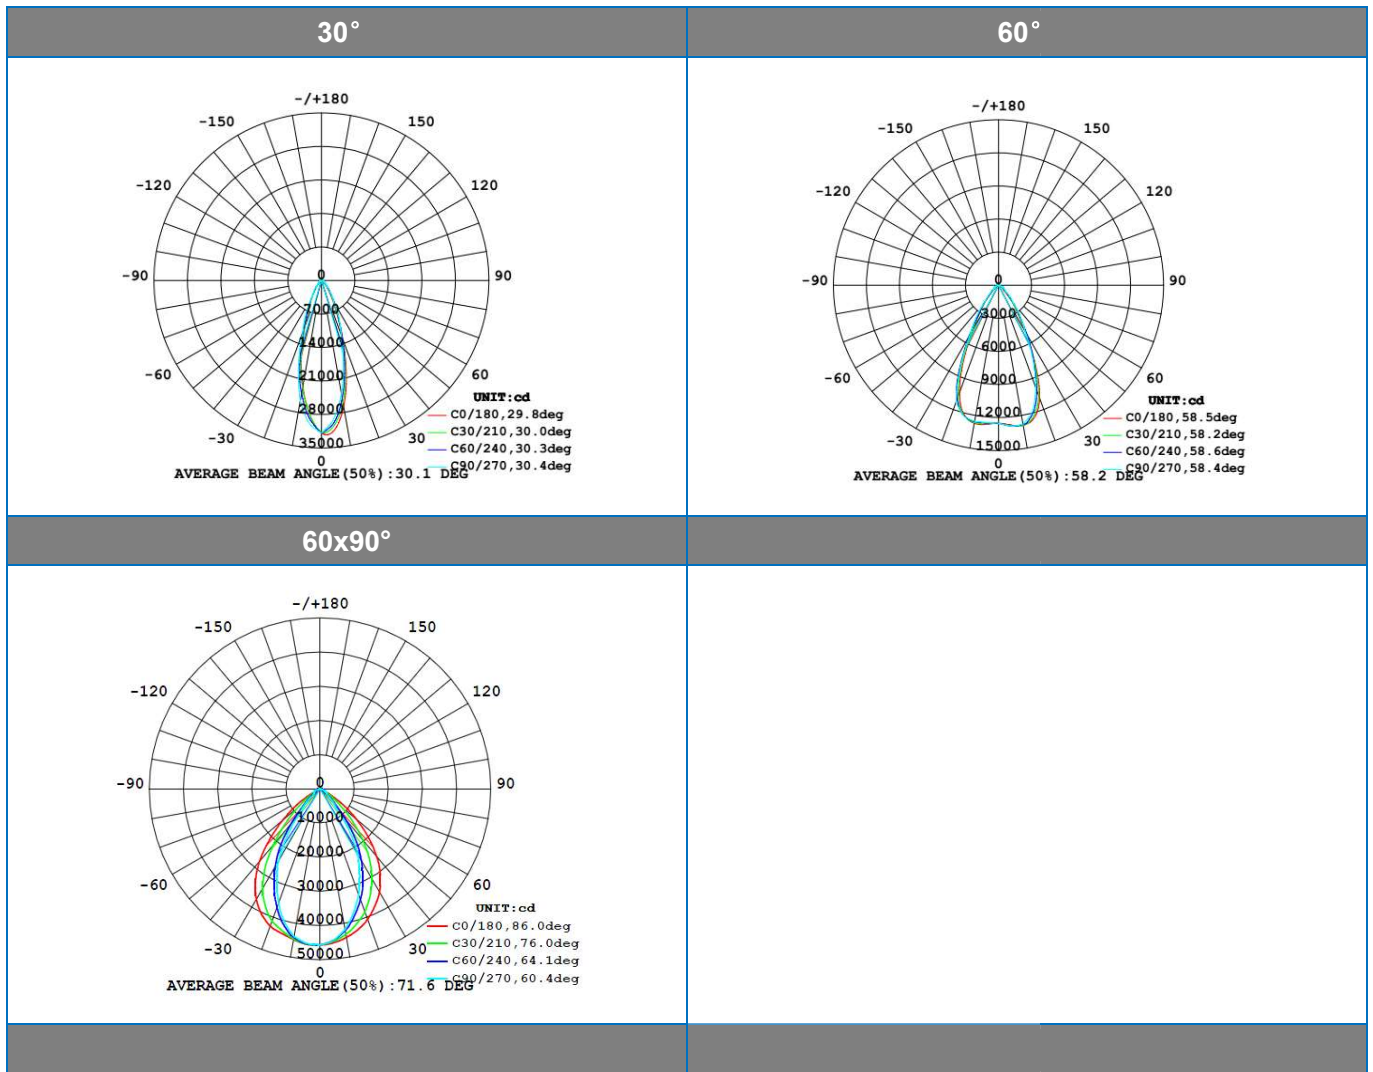 30°
60°
-/+180
-150
150
-120
120
-90
90
0
7000
14000
21000
28000
35000
-60
60
-30
30
0
UNIT:cd
C0/180,29.8deg
C30/210,30.0deg
C60/240,30.3deg
C90/270,30.4deg
AVERAGE BEAM ANGLE(50%):30.1 DEG
-/+180
-150
150
-120
120
-90
90
0
3000
6000
9000
12000
15000
-60
60
-30
30
0
UNIT:cd
C0/180,58.5deg
C30/210,58.2deg
C60/240,58.6deg
C90/270,58.4deg
AVERAGE BEAM ANGLE(50%):58.2 DEG
60x90°
-/+180
-150
150
-120
120
-90
90
0
10000
20000
30000
40000
50000
-60
60
-30
30
0
UNIT:cd
C0/180,86.0deg
C30/210,76.0deg
C60/240,64.1deg
C90/270,60.4deg
AVERAGE BEAM ANGLE(50%):71.6 DEG